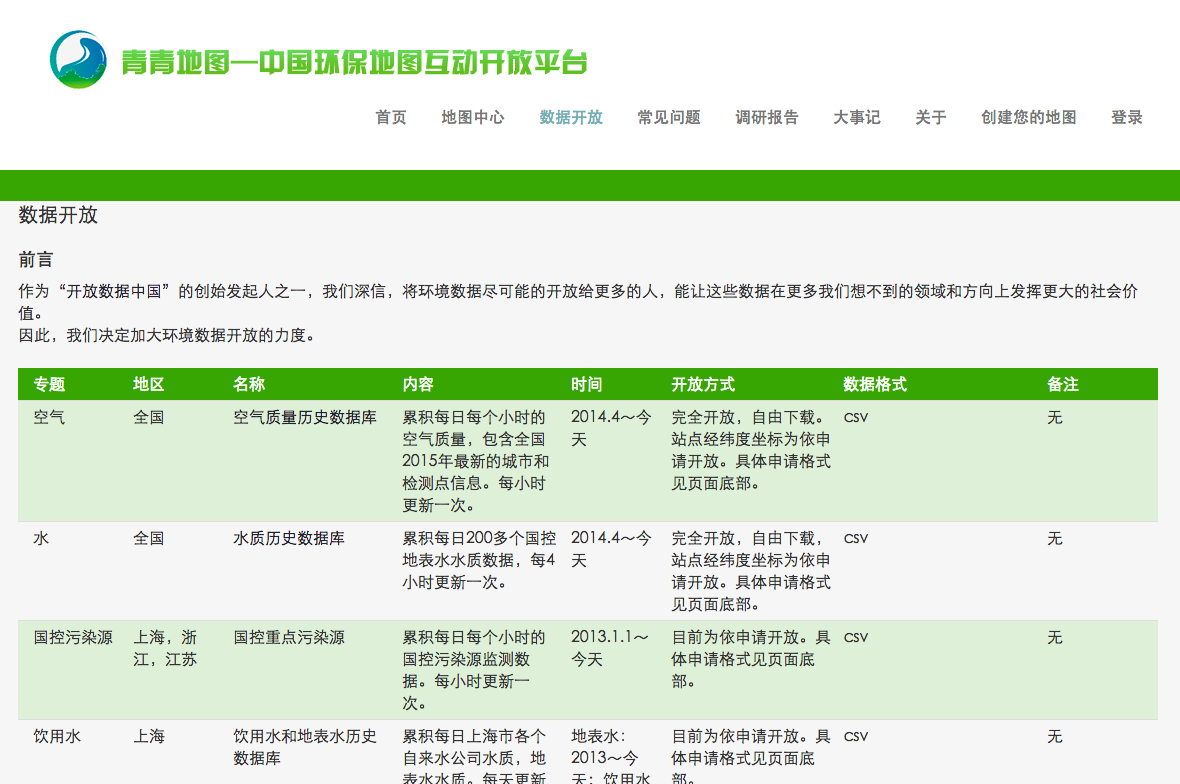 青青地图—中国环保地图互动开放平台
首页 地图中心 数据开放 常见问题 调研报告 大事记 关于 创建您的地图 登录
数据开放
前言
作为“开放数据中国”的创始发起人之一，我们深信，将环境数据尽可能的开放给更多的人，能让这些数据在更多我们想不到的领域和方向上发挥更大的社会价
值。
因此，我们决定加大环境数据开放的力度。
专题 地区 名称 内容 时间 开放方式 数据格式 备注
空气 全国 空气质量历史数据库 累积每日每个小时的 2014.4～今 完全开放，自由下载。 CSV 无
空气质量，包含全国 天 站点经纬度坐标为依申
2015年最新的城市和 请开放。具体申请格式
检测点信息。每小时 见页面底部。
更新一次。
水 全国 水质历史数据库 累积每日200多个国控 2014.4～今 完全开放，自由下载， CSV 无
地表水水质数据，每4 天 站点经纬度坐标为依申
小时更新一次。 请开放。具体申请格式
见页面底部。
国控污染源 上海，浙 国控重点污染源 累积每日每个小时的 2013.1.1～ 目前为依申请开放。具 CSV 无
江，江苏 国控污染源监测数 今天 体申请格式见页面底
据。每小时更新一 部。
次。
饮用水 上海 饮用水和地表水历史 累积每日上海市各个 地表水： 目前为依申请开放。具 CSV 无
数据库 自来水公司水质，地 2013～今 体申请格式见页面底
表水水质。每天更新 天；饮用水 部。